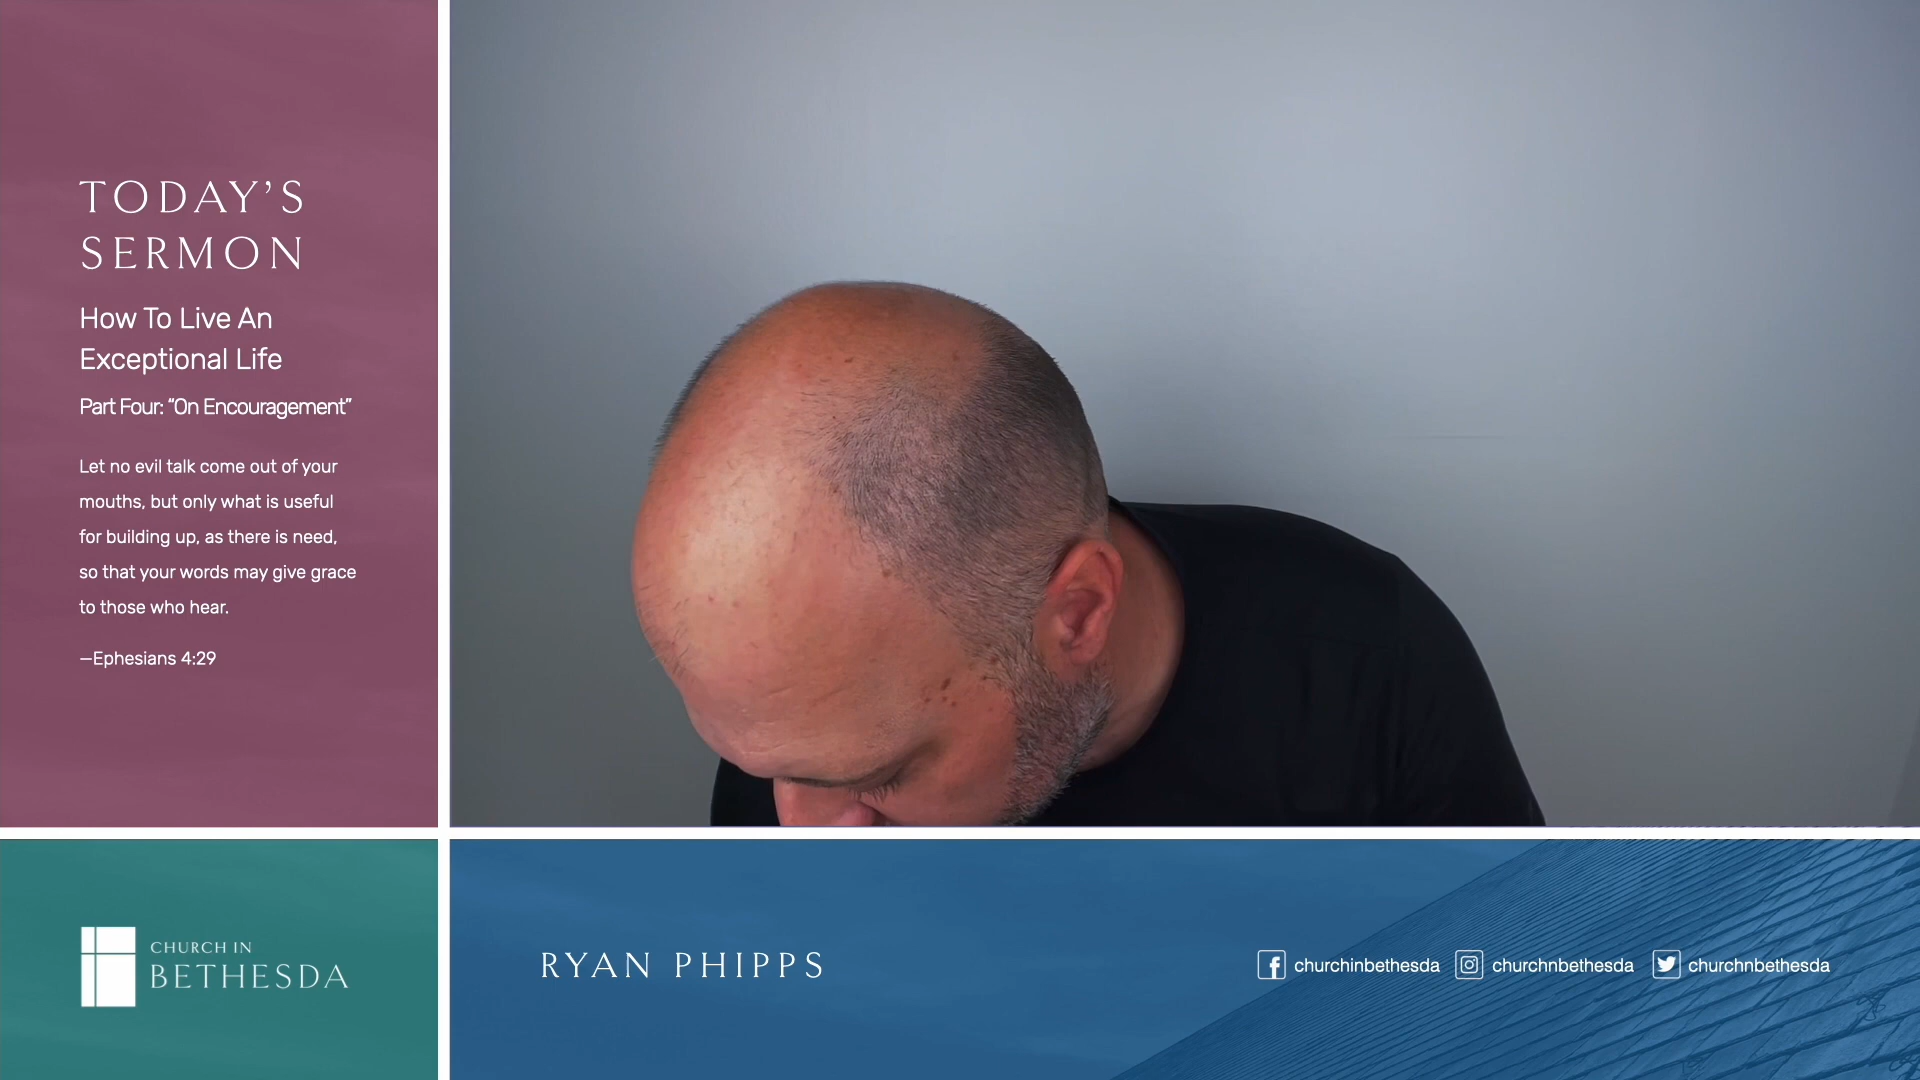 TODAY’S
SERMON
How To Live An
Exceptional Life
Part Four: “On Encouragement”
Let no evil talk come out of your
mouths, but only what is useful
for building up, as there is need,
so that your words may give grace
to those who hear.
—Ephesians 4:29
CHURCH IN
BETHESDA
RYAN PHIPPS
churchinbethesda churchnbethesda churchnbethesda